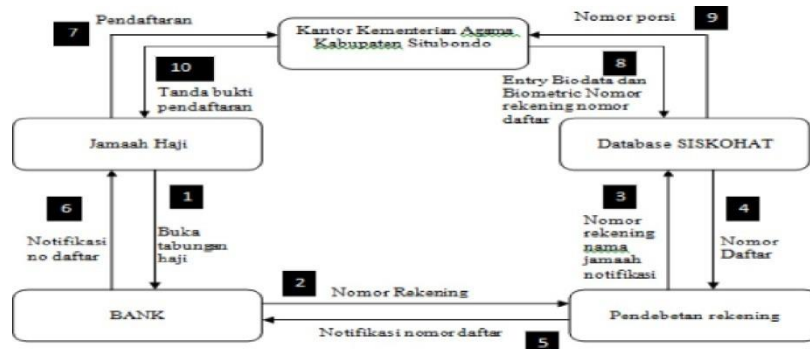 7
Pendaftaran
Kantor Kementerian Agama
Kabupaten Situbondo
Nomor porsi
9
10
Tanda bukti
pendaftaran
8
Entry Biodata dan
Biometric Nomor
rekening nomor
daftar
Jamaah Haji
Database SISKOHAT
6
Notifikasi
no daftar
1
Buka
tabungan
haji
3
Nomor
rekening
nama
jamaah
notifikasi
4
Nomor
Daftar
2
Nomor Rekening
BANK
Pendebetan rekening
Notifikasi nomor daftar
5